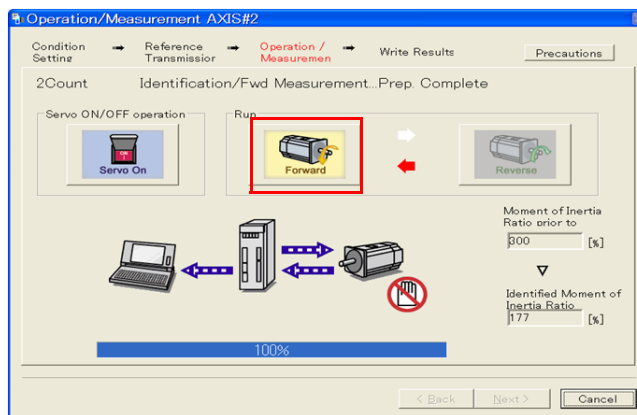 Operation/Measurement AXIS#2
Condition Setting
Reference Transmissior
Operation / Measuremen
Write Results
Precautions
2Count Identification/Fwd Measurement...Prep. Complete
Servo ON/OFF operation
Run
Servo On
Forward
Reverse
Moment of Inertia
Ratio prior to
300 [%]
Identified Moment of
Inertia Ratio
177 [%]
100%
< Back
Next >
Cancel